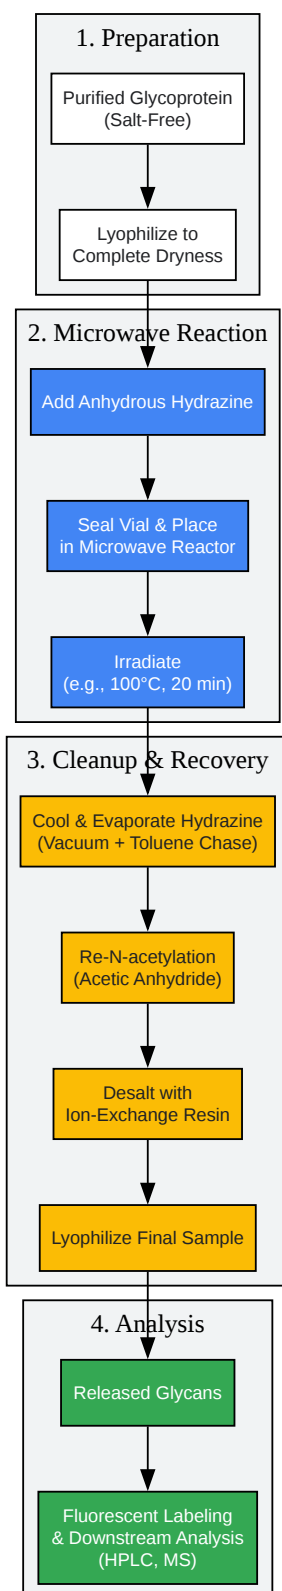 1. Preparation
Purified Glycoprotein
(Salt-Free)
Lyophilize to
Complete Dryness
2. Microwave Reaction
Add Anhydrous Hydrazine
Seal Vial & Place
in Microwave Reactor
Irradiate
(e.g., 100°C, 20 min)
3. Cleanup & Recovery
Cool & Evaporate Hydrazine
(Vacuum + Toluene Chase)
Re-N-acetylation
(Acetic Anhydride)
Desalt with
Ion-Exchange Resin
Lyophilize Final Sample
4. Analysis
Released Glycans
Fluorescent Labeling
& Downstream Analysis
(HPLC, MS)